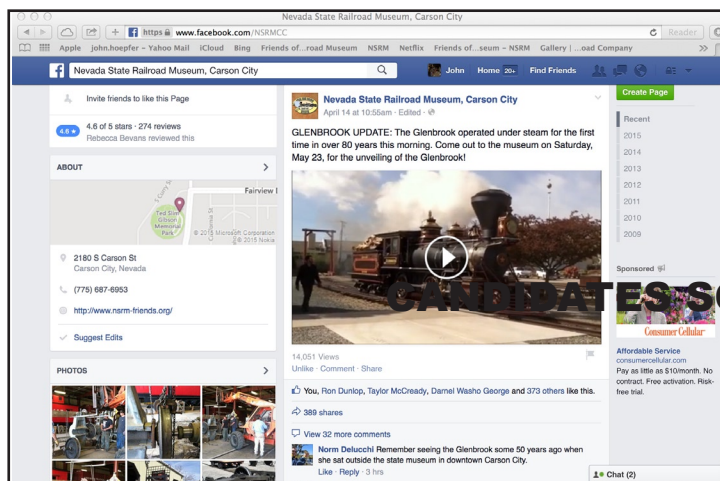 Nevada State Railroad Museum, Carson City
https www.facebook.com/NSRMCC
Reader
Apple john.hoepfer – Yahoo Mail iCloud Bing Friends of...road Museum NSRM Netflix Friends of...seum – NSRM Gallery | ...oad Company
Nevada State Railroad Museum, Carson City
John Home 20+ Find Friends
Invite friends to like this Page
4.6 ★ 4.6 of 5 stars · 274 reviews
Rebecca Bevans reviewed this
ABOUT
Fairview
S Curry St
Ted Slim
Gibson
Memorial
Park
© 2015 Microsoft Corporation
© 2015 Nokia
2180 S Carson St
Carson City, Nevada
(775) 687-6953
http://www.nsrm-friends.org/
Suggest Edits
PHOTOS
Nevada State Railroad Museum, Carson City
April 14 at 10:55am · Edited ·
GLENBROOK UPDATE: The Glenbrook operated under steam for the first
time in over 80 years this morning. Come out to the museum on Saturday,
May 23, for the unveiling of the Glenbrook!
CANDIDATES
14,051 Views
Unlike · Comment · Share
You, Ron Dunlop, Taylor McCready, Darnel Washo George and 373 others like this.
389 shares
View 32 more comments
Norm Delucchi Remember seeing the Glenbrook some 50 years ago when
she sat outside the state museum in downtown Carson City.
Like · Reply · 3 hrs
Create Page
Recent
2015
2014
2013
2012
2011
2010
2009
Sponsored
Consumer Cellular
Affordable Service
consumercellular.com
Pay as little as $10/month. No
contract. Free activation. Risk-
free trial.
Chat (2)